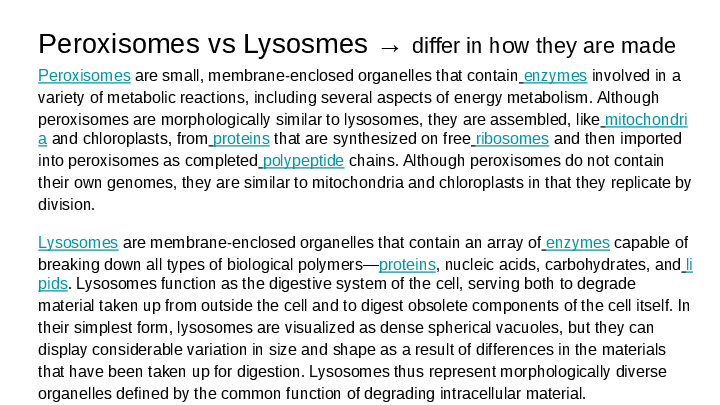 Peroxisomes vs Lysosmes → differ in how they are made
Peroxisomes are small, membrane-enclosed organelles that contain enzymes involved in a
variety of metabolic reactions, including several aspects of energy metabolism. Although
peroxisomes are morphologically similar to lysosomes, they are assembled, like mitochondri
a and chloroplasts, from proteins that are synthesized on free ribosomes and then imported
into peroxisomes as completed polypeptide chains. Although peroxisomes do not contain
their own genomes, they are similar to mitochondria and chloroplasts in that they replicate by
division.
Lysosomes are membrane-enclosed organelles that contain an array of enzymes capable of
breaking down all types of biological polymers—proteins, nucleic acids, carbohydrates, and li
pids. Lysosomes function as the digestive system of the cell, serving both to degrade
material taken up from outside the cell and to digest obsolete components of the cell itself. In
their simplest form, lysosomes are visualized as dense spherical vacuoles, but they can
display considerable variation in size and shape as a result of differences in the materials
that have been taken up for digestion. Lysosomes thus represent morphologically diverse
organelles defined by the common function of degrading intracellular material.